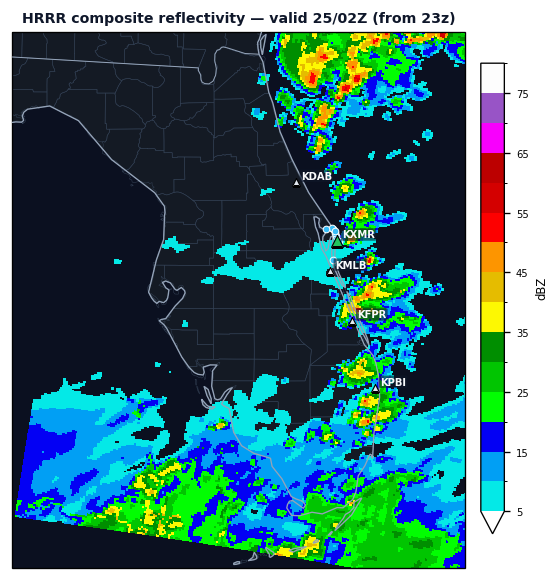 HRRR composite reflectivity — valid 25/02Z (from 23z)
KDAB
KXMR
KMLB
KFPR
KPBI
75
65
55
45
35
25
15
5
dBZ